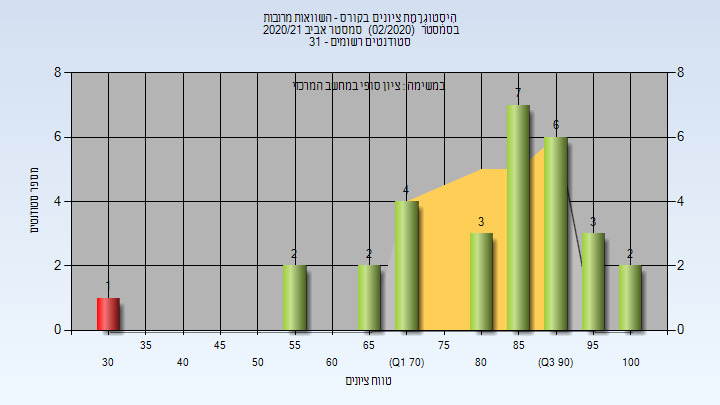 היסטוגרמת ציונים בקורס - השוואות מרובות
בסמסטר (02/2020) סמסטר אביב 2020/21
סטודנטים רשומים - 31
במשימה : ציון סופי במחשב המרכזי
8 8
7
6 6 6
4 4 4
3 3
2 2 2 2 2
1
0 0
מספר סטודנטים
35 45 55 65 75 85 95
30 40 50 60 (Q1 70) 80 (Q3 90) 100
טווח ציונים